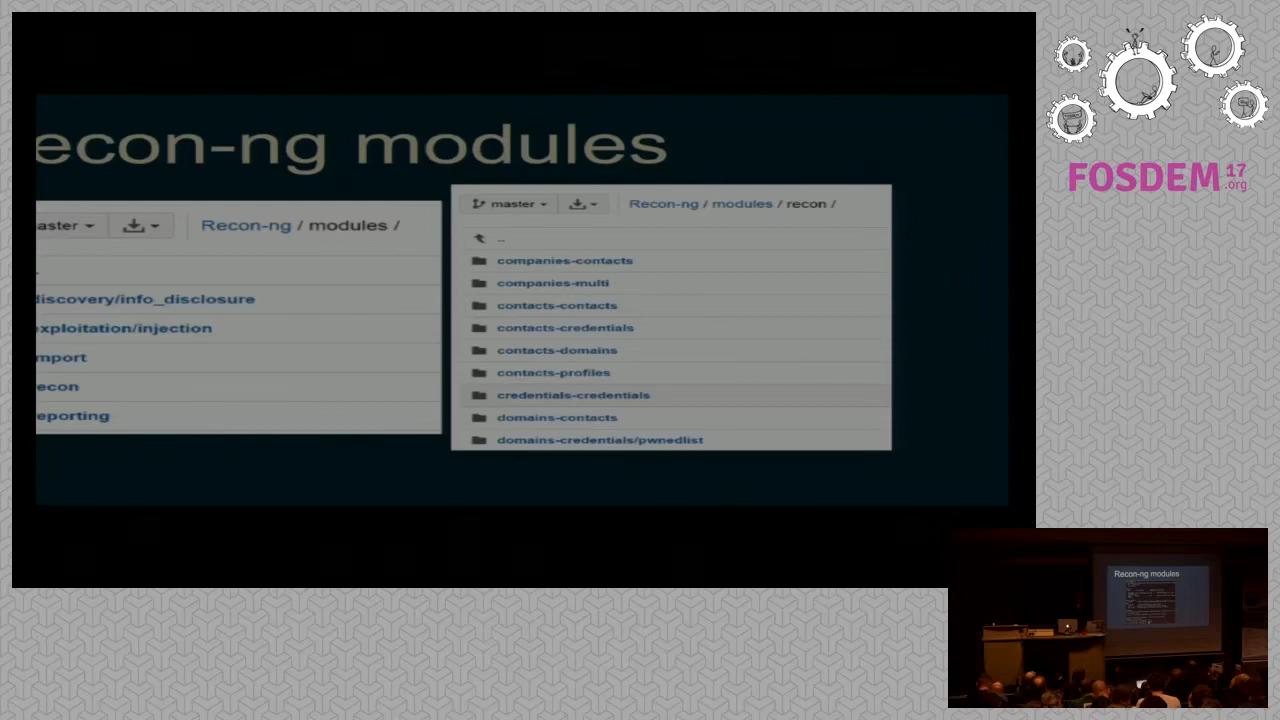 econ-ng modules
aster
Recon-ng / modules /
discovery/info_disclosure
exploitation/injection
mport
econ
eporting
master
Recon-ng / modules / recon /
..
companies-contacts
companies-multi
contacts-contacts
contacts-credentials
contacts-domains
contacts-profiles
credentials-credentials
domains-contacts
domains-credentials/pwnedlist
FOSDEM 17
.org
Recon-ng modules